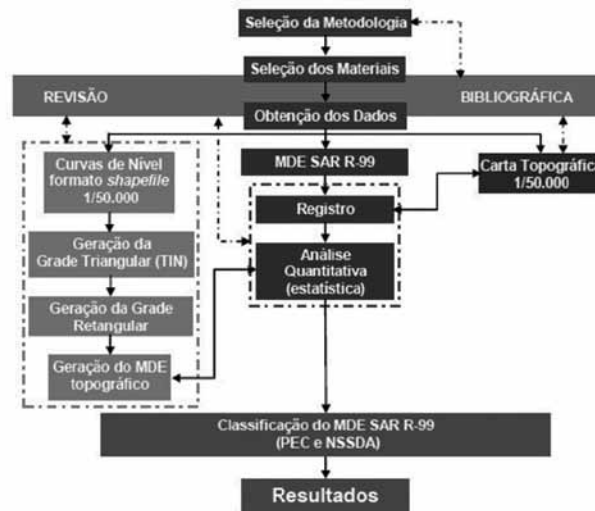 Seleção da Metodologia
Seleção dos Materiais
REVISÃO
BIBLIOGRÁFICA
Obtenção dos Dados
Curvas de Nível
formato shapefile
1/50.000
MDE SAR R-99
Carta Topográfica
1/50.000
Registro
Geração da
Grade Triangular (TIN)
Análise
Quantitativa
(estatística)
Geração da Grade
Retangular
Geração do MDE
topográfico
Classificação do MDE SAR R-99
(PEC e NSSDA)
Resultados